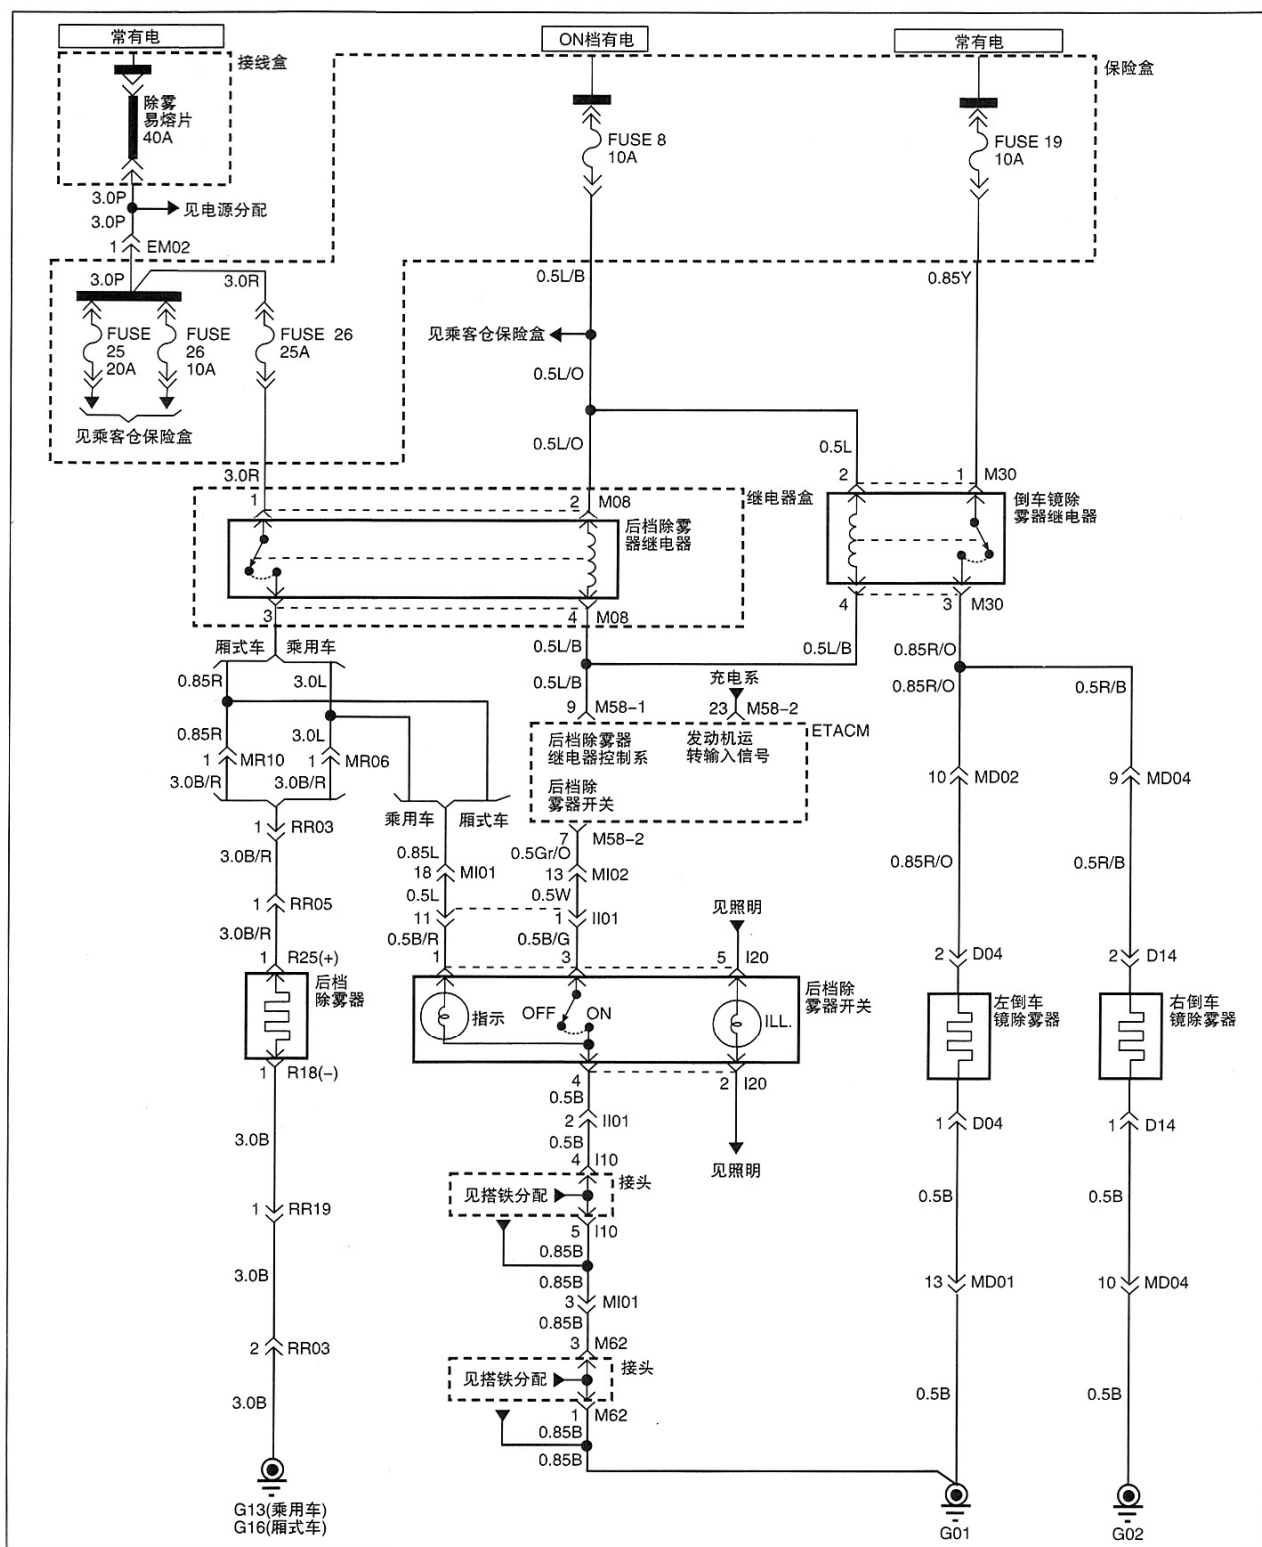 常有电
ON档有电
常有电
接线盒
保险盒
除雾
易熔片
40A
FUSE 8
10A
FUSE 19
10A
3.0P
见电源分配
3.0P
1
EM02
3.0P
3.0R
0.5L/B
0.85Y
FUSE
25
20A
FUSE
26
10A
FUSE 26
25A
见乘客仓保险盒
0.5L/O
见乘客仓保险盒
0.5L/O
0.5L
3.0R
1
2
M08
继电器盒
2
1
M30
后档除雾
器继电器
倒车镜除
雾器继电器
3
4
M08
4
3
M30
厢式车
乘用车
0.5L/B
0.5L/B
0.85R/O
0.85R
3.0L
0.5L/B
充电系
0.85R/O
0.5R/B
9
M58-1
23
M58-2
ETACM
0.85R
3.0L
后档除雾器
继电器控制系
发动机运
转输入信号
1
MR10
1
MR06
3.0B/R
3.0B/R
后档除
雾器开关
10
MD02
9
MD04
乘用车
厢式车
1
RR03
7
M58-2
3.0B/R
0.85L
0.5Gr/O
0.85R/O
0.5R/B
18
MI01
13
MI02
0.5L
0.5W
1
RR05
11
1
II01
见照明
3.0B/R
0.5B/R
0.5B/G
1
R25(+)
1
3
5
I20
2
D04
2
D14
后档
除雾器
指示
OFF
ON
ILL.
后档除
雾器开关
左倒车
镜除雾器
右倒车
镜除雾器
1
R18(−)
4
2
I20
0.5B
2
II01
1
D04
1
D14
3.0B
0.5B
4
I10
见照明
见搭铁分配
接头
0.5B
0.5B
1
RR19
5
I10
0.85B
3.0B
0.85B
13
MD01
10
MD04
3
MI01
0.85B
2
RR03
3
M62
见搭铁分配
接头
3.0B
0.5B
0.5B
1
M62
0.85B
0.85B
G13(乘用车)
G16(厢式车)
G01
G02